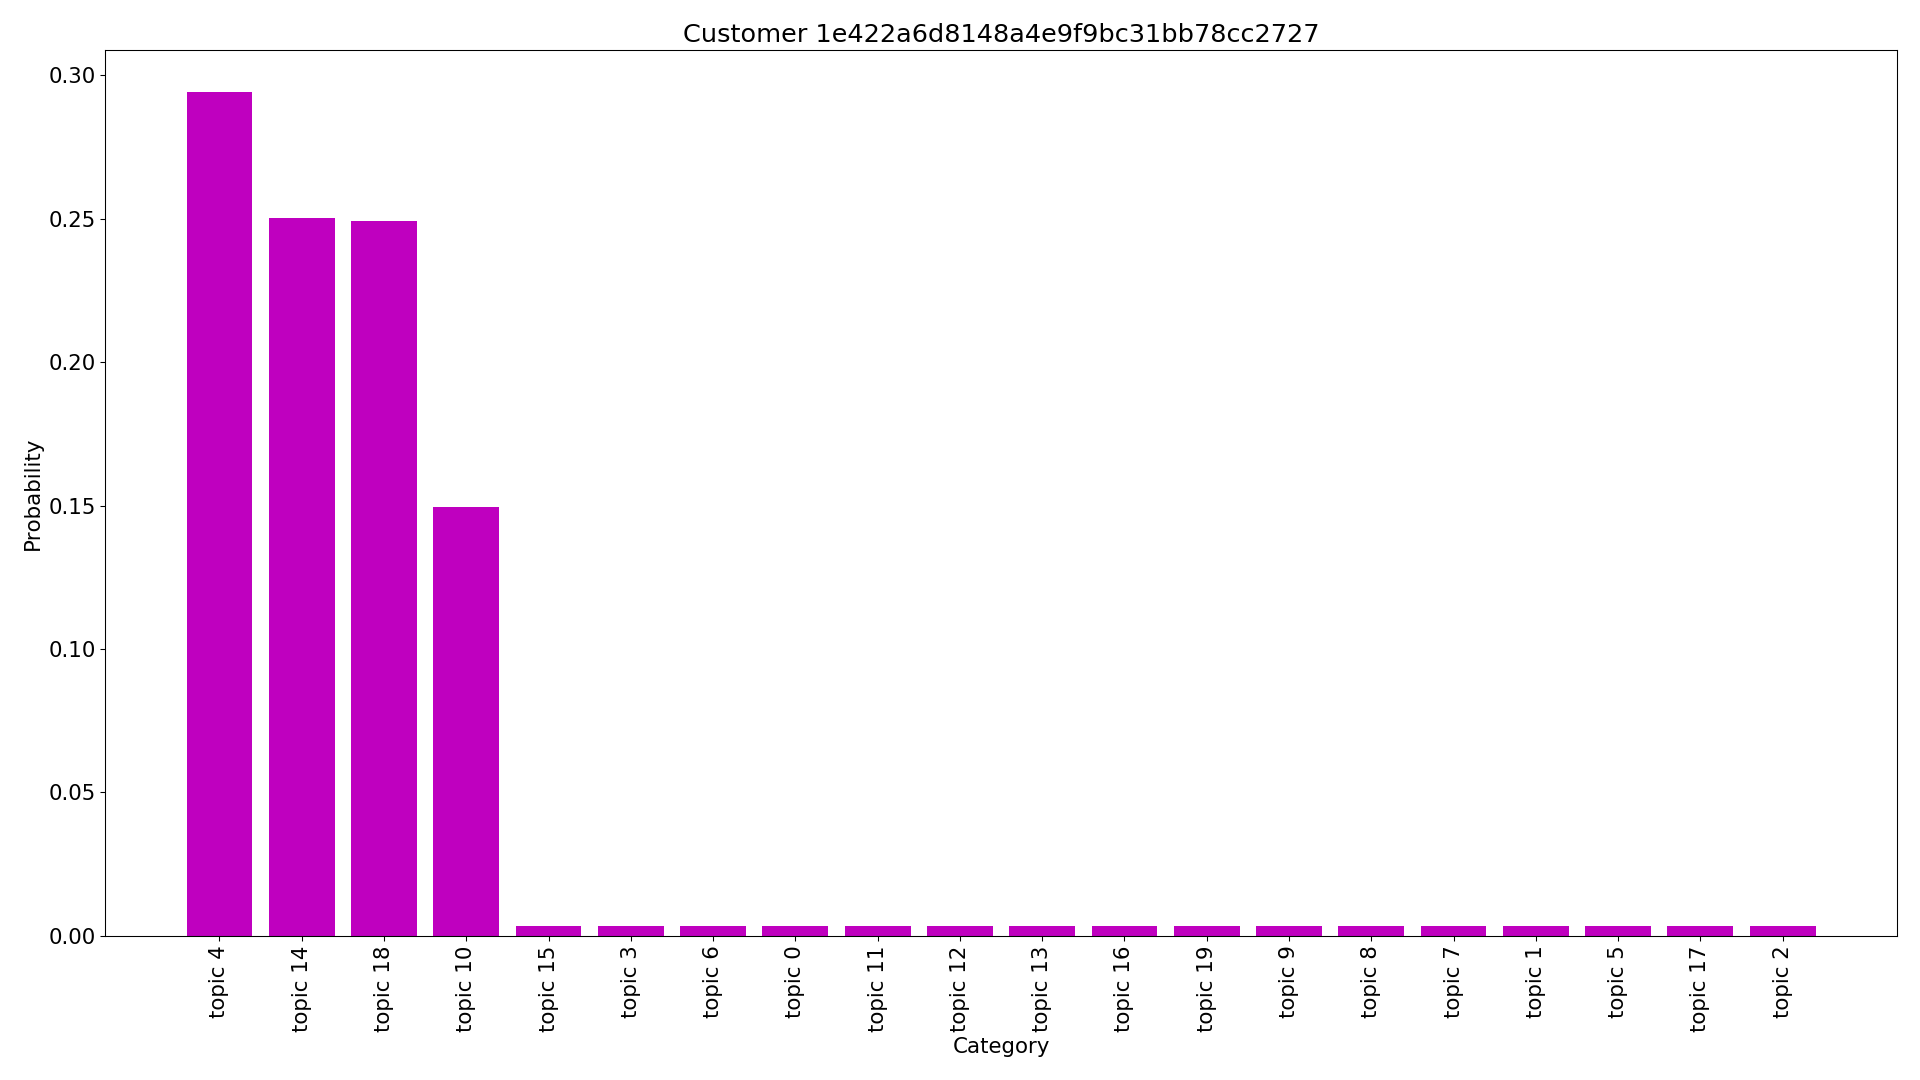 Customer 1e422a6d8148a4e9f9bc31bb78cc2727
Probability
0.30
0.25
0.20
0.15
0.10
0.05
0.00
topic 4
topic 14
topic 18
topic 10
topic 15
topic 3
topic 6
topic 0
topic 11
topic 12
topic 13
topic 16
topic 19
topic 9
topic 8
topic 7
topic 1
topic 5
topic 17
topic 2
Category